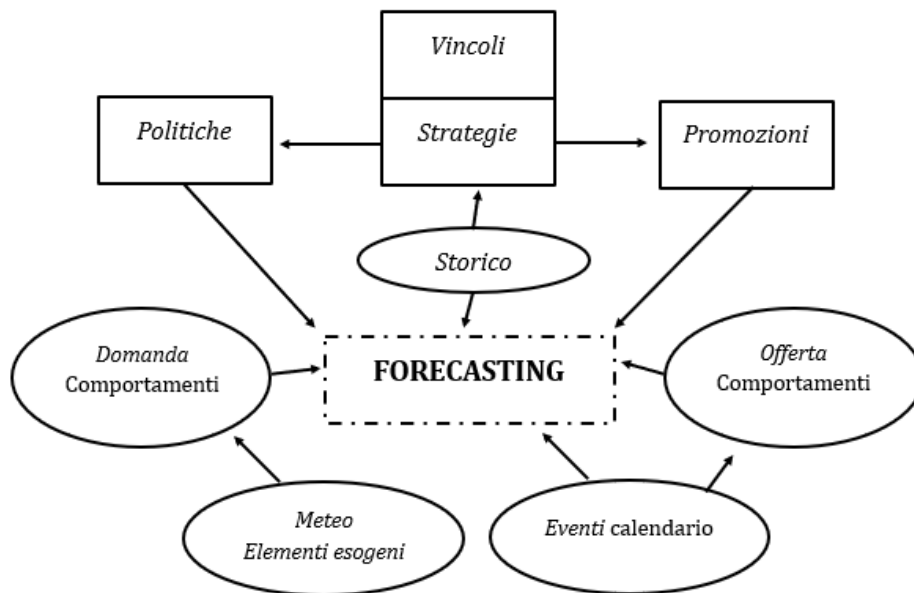 Vincoli
Politiche
Strategie
Promozioni
Storico
Domanda
Comportamenti
FORECASTING
Offerta
Comportamenti
Meteo
Elementi esogeni
Eventi calendario